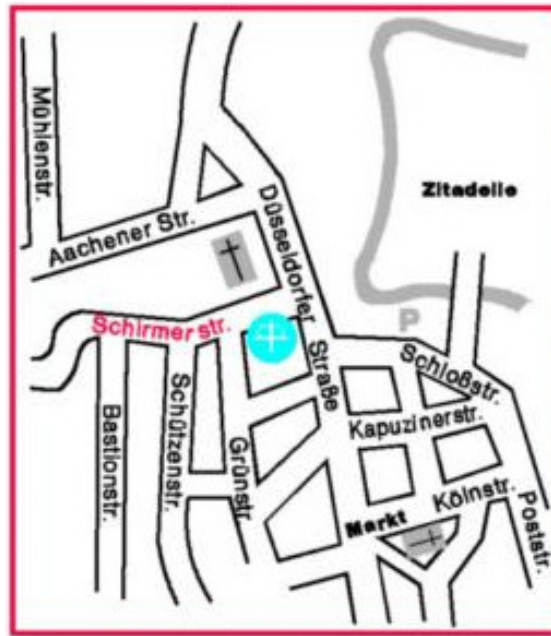 Mühlenstr.
Zitadelle
Aachener Str.
Düsseldorfer
Straße
P
Schirmerstr.
Schloßstr.
Bastionstr.
Schützenstr.
Grünstr.
Kapuzinerstr.
Markt
Kölnstr.
Poststr.